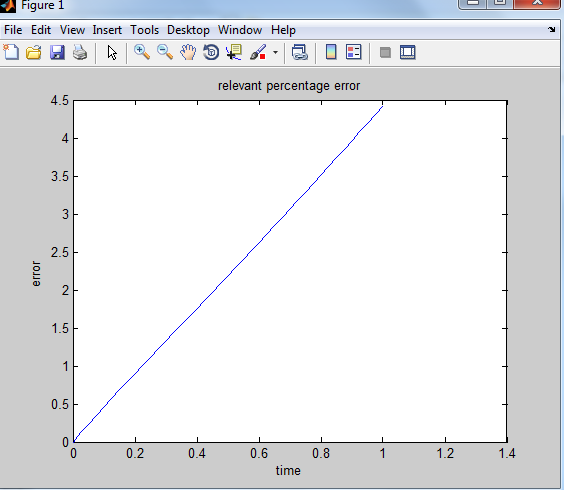 Figure 1
File Edit View Insert Tools Desktop Window Help
relevant percentage error
4.5
4
3.5
3
2.5
2
1.5
1
0.5
0
error
0 0.2 0.4 0.6 0.8 1 1.2 1.4
time